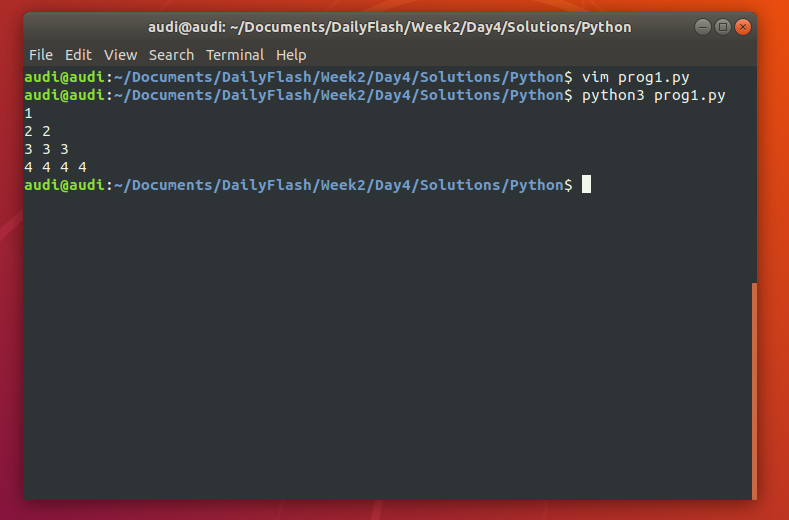 audi@audi: ~/Documents/DailyFlash/Week2/Day4/Solutions/Python
File Edit View Search Terminal Help
audi@audi:~/Documents/DailyFlash/Week2/Day4/Solutions/Python$ vim prog1.py
audi@audi:~/Documents/DailyFlash/Week2/Day4/Solutions/Python$ python3 prog1.py
1
2 2
3 3 3
4 4 4 4
audi@audi:~/Documents/DailyFlash/Week2/Day4/Solutions/Python$